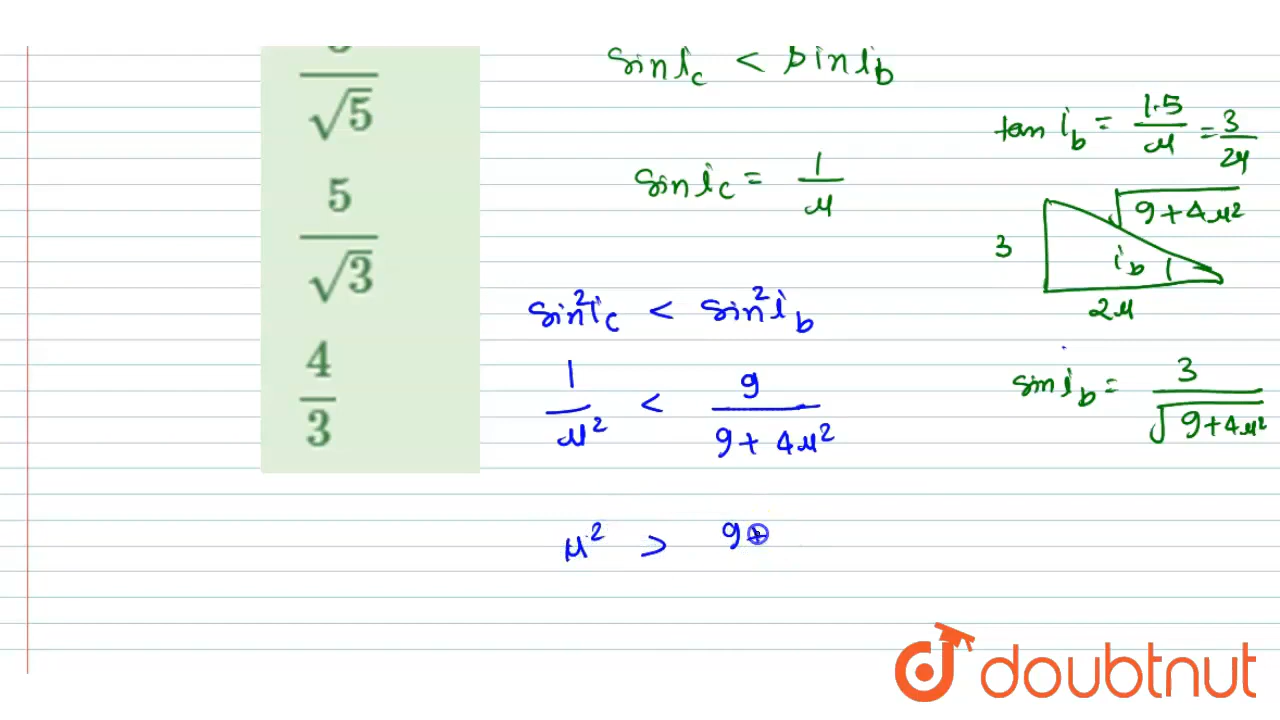 √5
5
√3
4
3
sin i_c < sin i_b
sin i_c = 1/μ
sin² i_c < sin² i_b
1/μ² < 9/(9 + 4μ²)
μ² > 9+
tan i_b = 1.5/μ = 3/2μ
√(9 + 4μ²)
3
i_b
2μ
sin i_b = 3/√(9 + 4μ²)
doubtnut